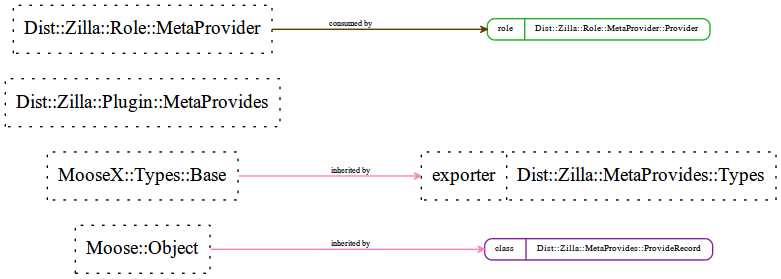 Dist::Zilla::Role::MetaProvider
consumed by
role
Dist::Zilla::Role::MetaProvider::Provider
Dist::Zilla::Plugin::MetaProvides
MooseX::Types::Base
inherited by
exporter
Dist::Zilla::MetaProvides::Types
Moose::Object
inherited by
class
Dist::Zilla::MetaProvides::ProvideRecord